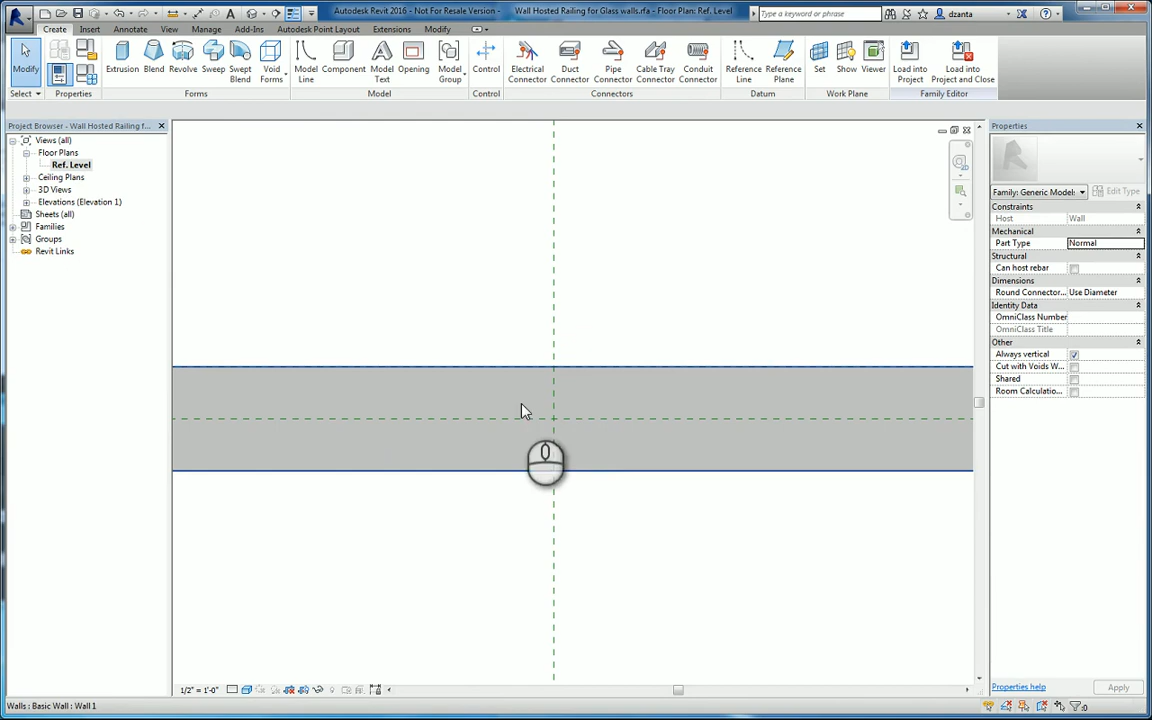 Autodesk Revit 2016 - Not For Resale Version - Wall Hosted Railing for Glass walls.rfa - Floor Plan: Ref. Level
Type a keyword or phrase
dzanta
Create Insert Annotate View Manage Add-Ins Autodesk Point Layout Extensions Modify
Modify Extrusion Blend Revolve Sweep Swept Blend Void Forms Model Line Component Model Text Opening Model Group Control Electrical Connector Duct Connector Pipe Connector Cable Tray Connector Conduit Connector Reference Line Reference Plane Set Show Viewer Load into Project Load into Project and Close
Select Properties Forms Model Control Connectors Datum Work Plane Family Editor
Project Browser - Wall Hosted Railing f...
Views (all)
Floor Plans
Ref. Level
Ceiling Plans
3D Views
Elevations (Elevation 1)
Sheets (all)
Families
Groups
Revit Links
2D
Properties
Family: Generic Model:
Edit Type
Constraints
Host Wall
Mechanical
Part Type Normal
Structural
Can host rebar
Dimensions
Round Connector... Use Diameter
Identity Data
OmniClass Number
OmniClass Title
Other
Always vertical
Cut with Voids W...
Shared
Room Calculatio...
Properties help
Apply
1/2" = 1'-0"
Walls : Basic Wall : Wall 1
:0